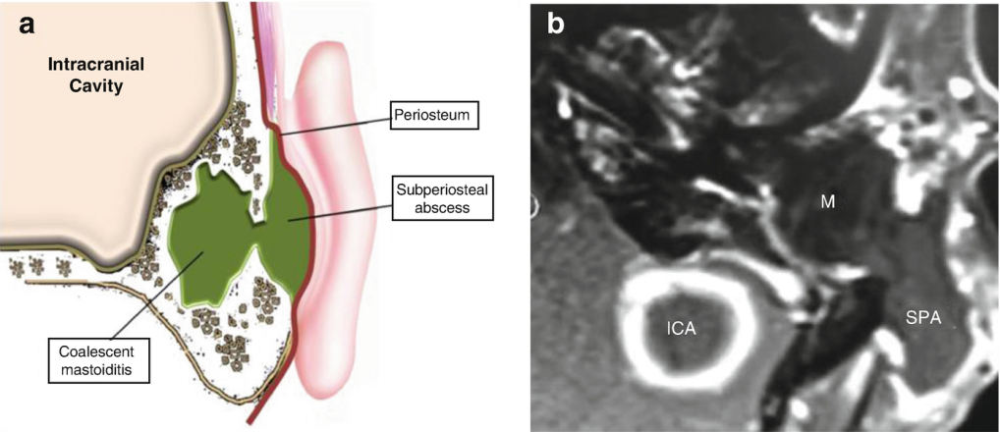 a
Intracranial
Cavity
Periosteum
Subperiosteal
abscess
Coalescent
mastoiditis
b
M
SPA
ICA